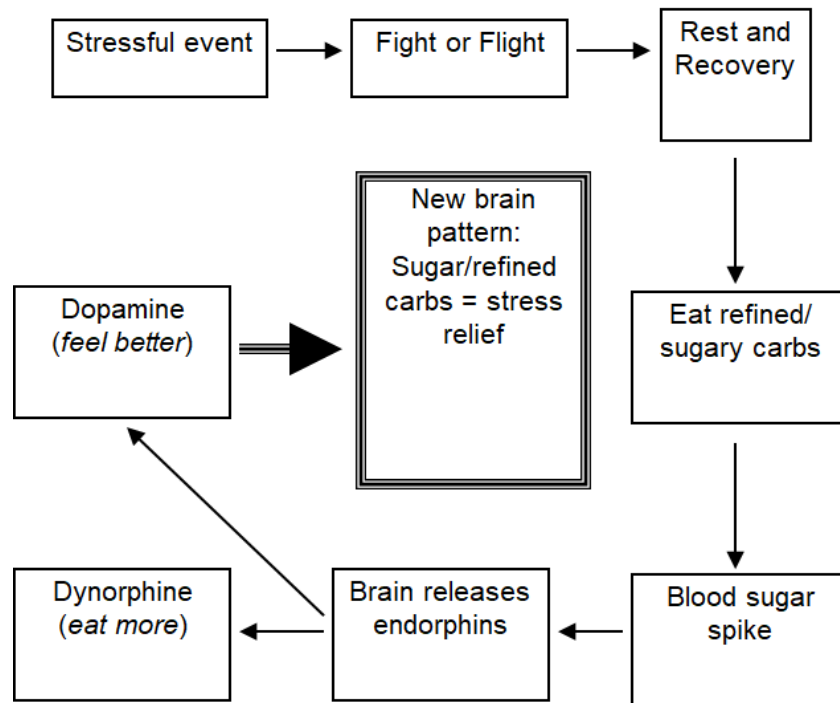 Stressful event
Fight or Flight
Rest and
Recovery
New brain
pattern:
Sugar/refined
carbs = stress
relief
Dopamine
(feel better)
Eat refined/
sugary carbs
Dynorphine
(eat more)
Brain releases
endorphins
Blood sugar
spike